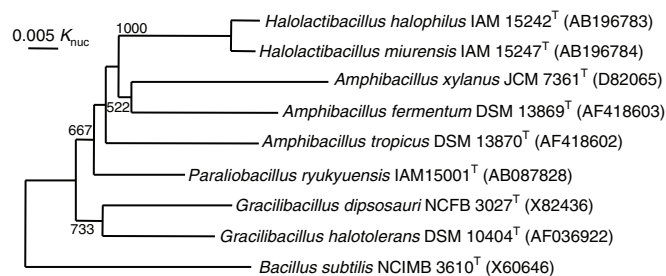 Halolactibacillus halophilus IAM 15242ᵀ (AB196783)
1000
0.005 Kₙᵤ꜀
Halolactibacillus miurensis IAM 15247ᵀ (AB196784)
Amphibacillus xylanus JCM 7361ᵀ (D82065)
522
Amphibacillus fermentum DSM 13869ᵀ (AF418603)
667
Amphibacillus tropicus DSM 13870ᵀ (AF418602)
Paraliobacillus ryukyuensis IAM15001ᵀ (AB087828)
Gracilibacillus dipsosauri NCFB 3027ᵀ (X82436)
733
Gracilibacillus halotolerans DSM 10404ᵀ (AF036922)
Bacillus subtilis NCIMB 3610ᵀ (X60646)